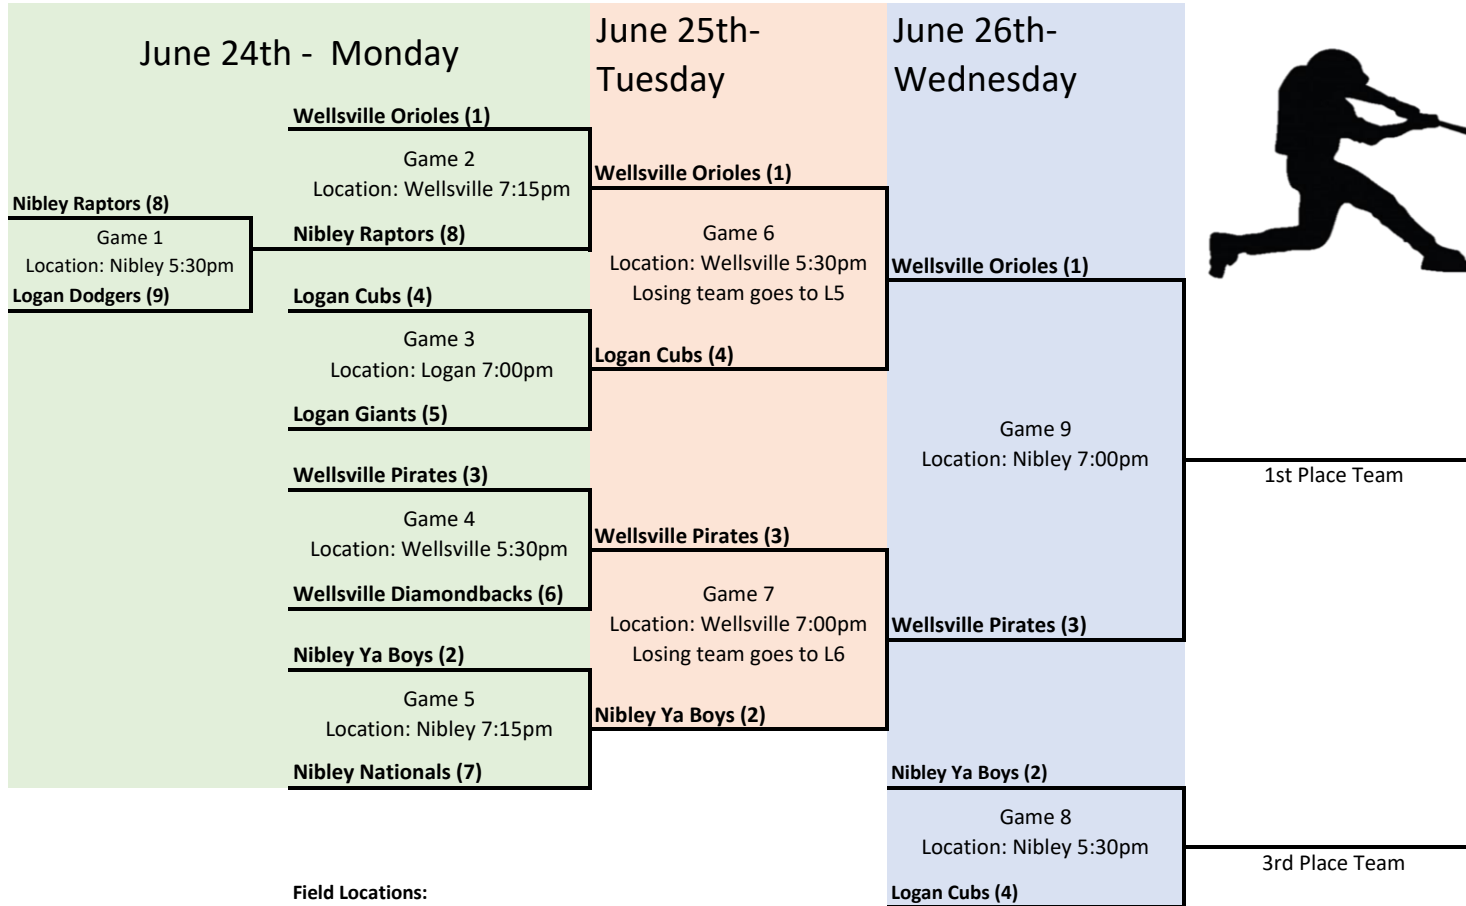 June 24th -  Monday
June 25th-
Tuesday
June 26th-
Wednesday
Nibley Raptors (8)
Game 1
Location: Nibley 5:30pm
Logan Dodgers (9)
Wellsville Orioles (1)
Game 2
Location: Wellsville 7:15pm
Nibley Raptors (8)
Logan Cubs (4)
Game 3
Location: Logan 7:00pm
Logan Giants (5)
Wellsville Pirates (3)
Game 4
Location: Wellsville 5:30pm
Wellsville Diamondbacks (6)
Nibley Ya Boys (2)
Game 5
Location: Nibley 7:15pm
Nibley Nationals (7)
Wellsville Orioles (1)
Game 6
Location: Wellsville 5:30pm
Losing team goes to L5
Logan Cubs (4)
Wellsville Pirates (3)
Game 7
Location: Wellsville 7:00pm
Losing team goes to L6
Nibley Ya Boys (2)
Wellsville Orioles (1)
Game 9
Location: Nibley 7:00pm
Wellsville Pirates (3)
1st Place Team
Nibley Ya Boys (2)
Game 8
Location: Nibley 5:30pm
Logan Cubs (4)
3rd Place Team
Field Locations: